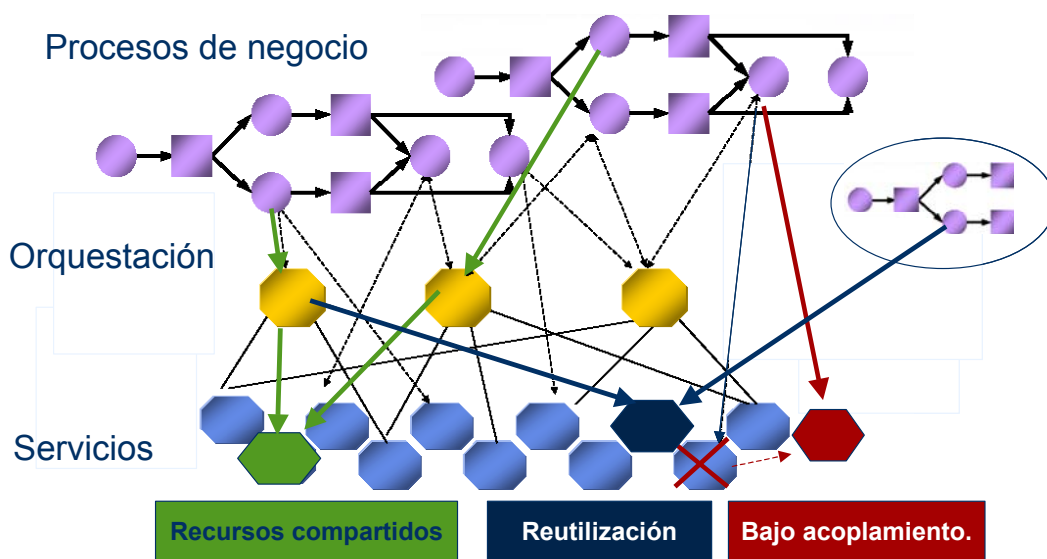 Procesos de negocio
Orquestación
Servicios
Recursos compartidos
Reutilización
Bajo acoplamiento.